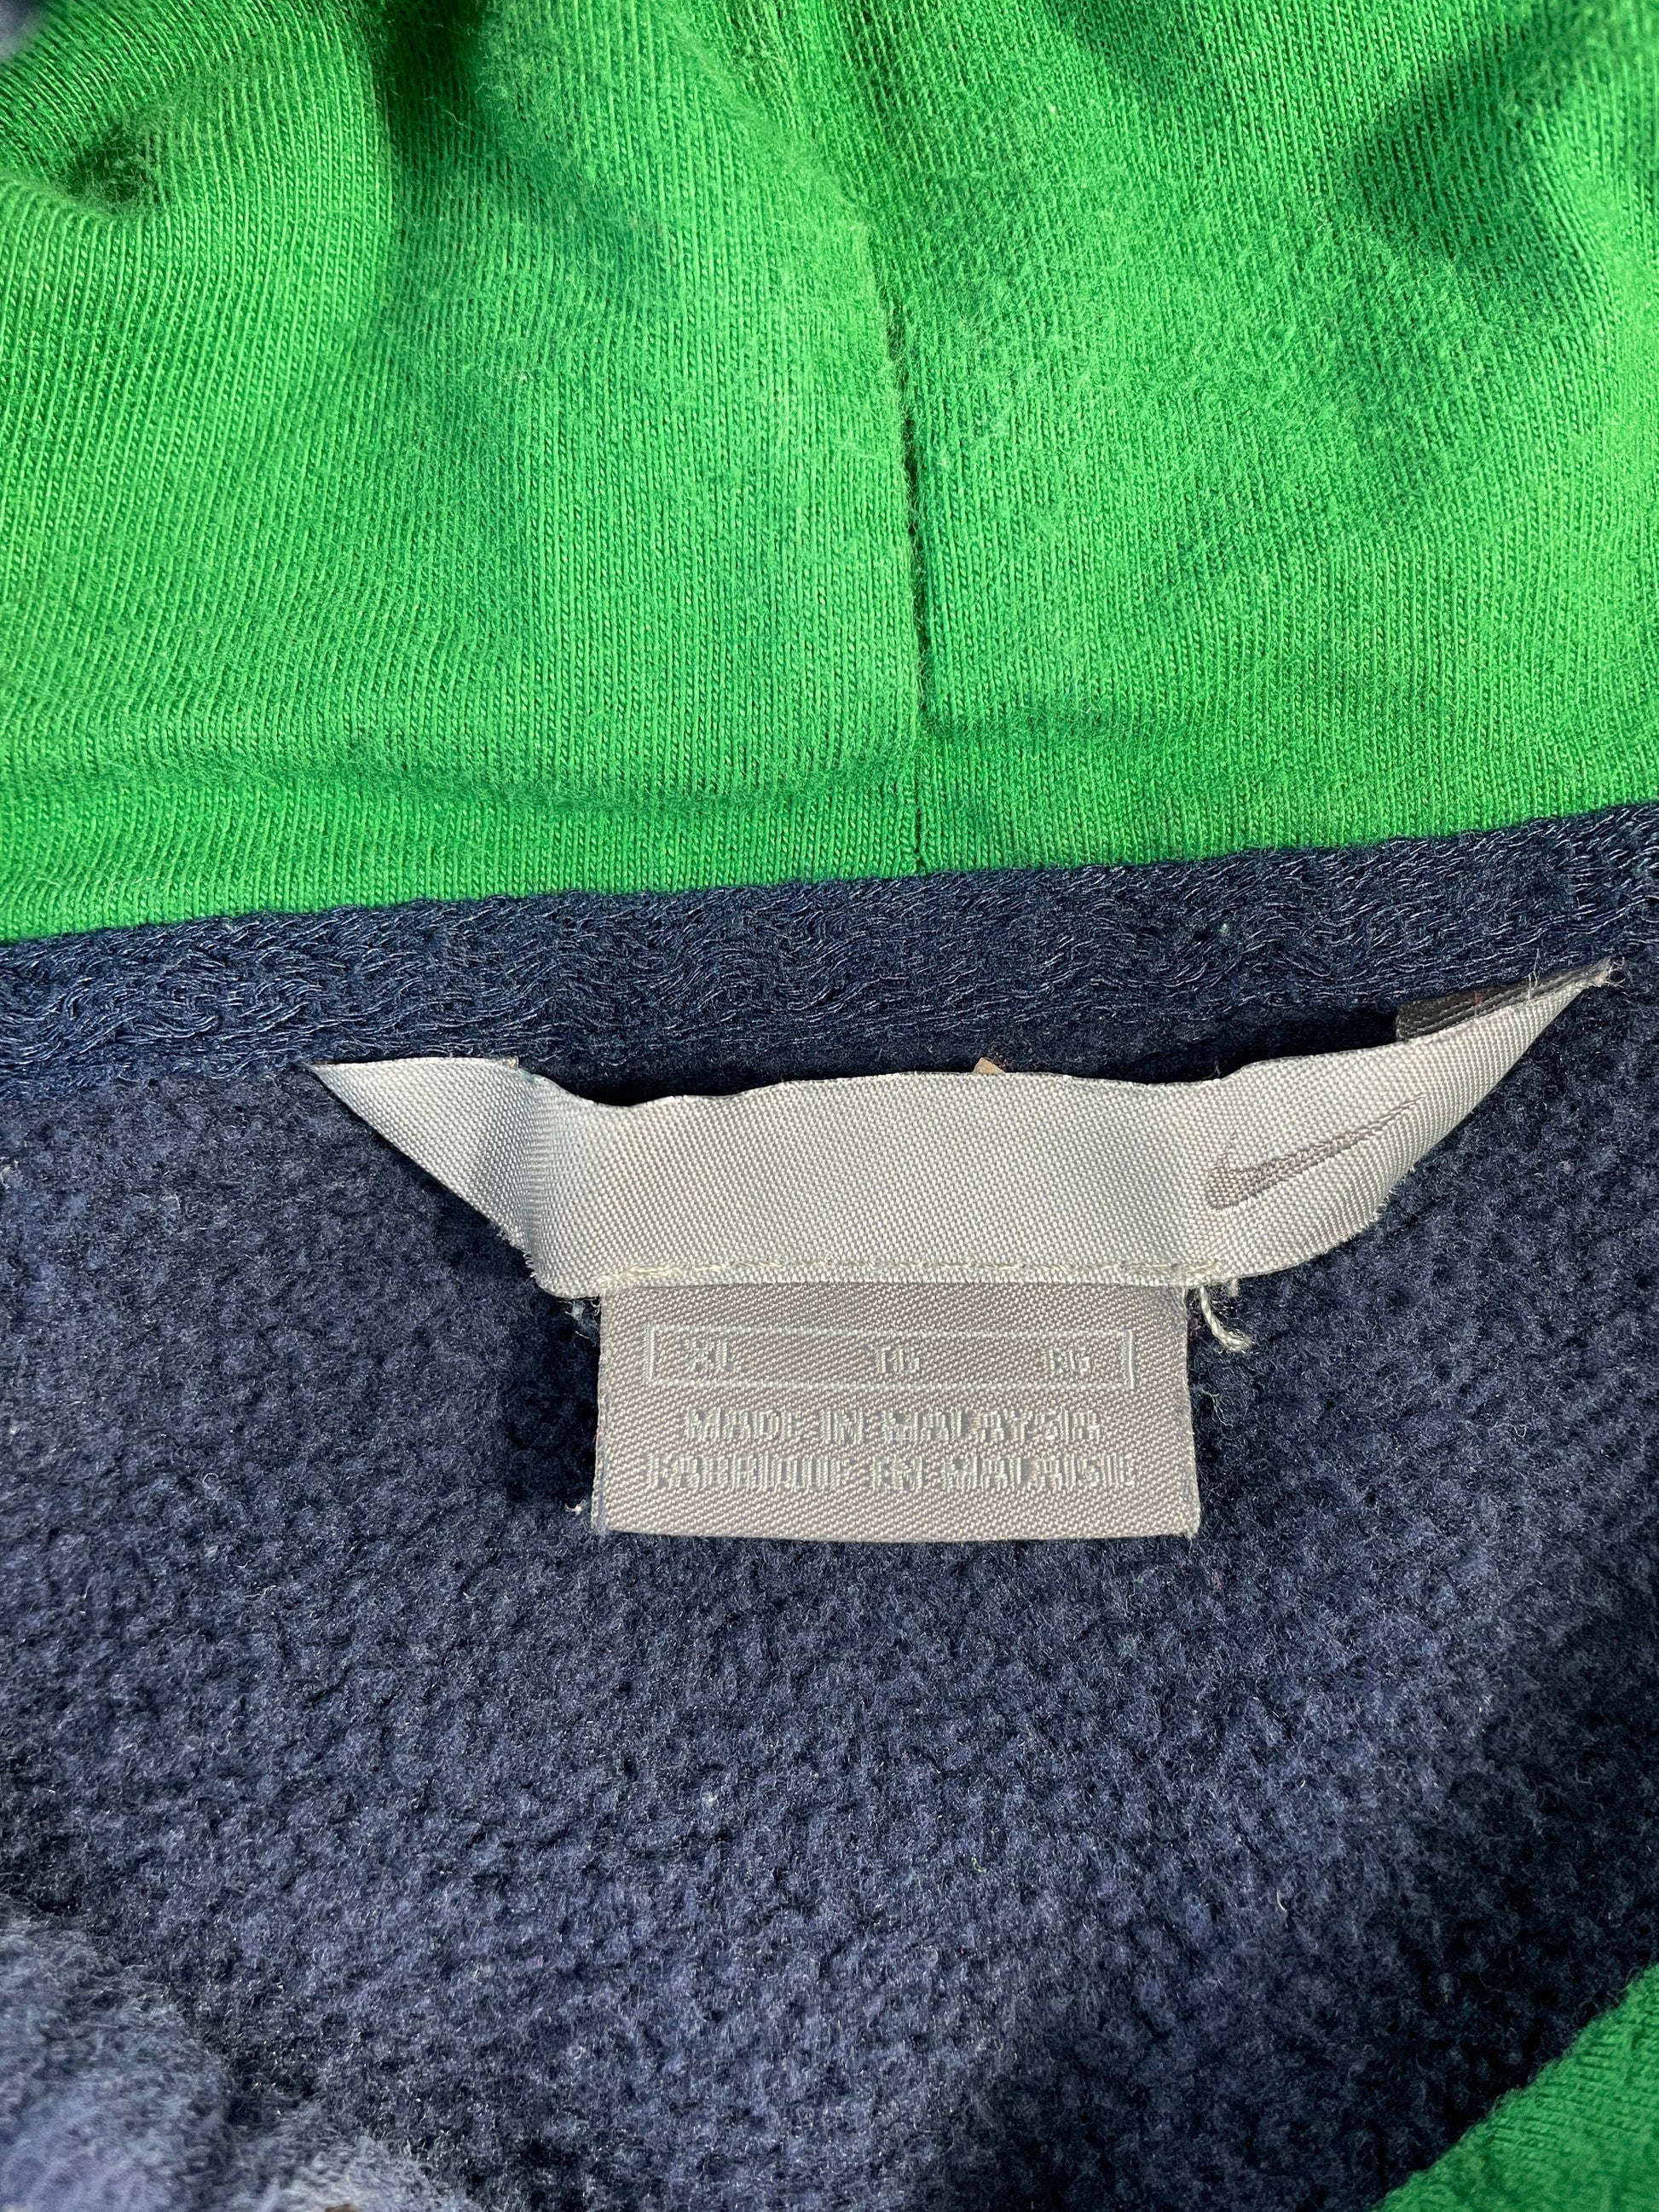 XL TG EG
MADE IN MALAYSIA
FABRIQUE EN MALAISIE